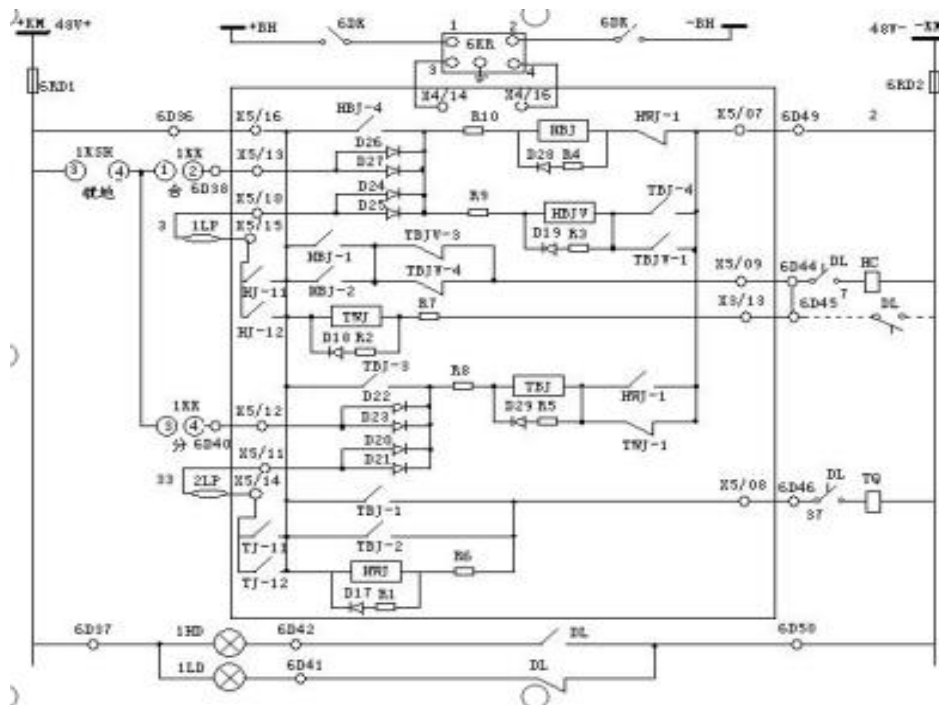 +KM 48V+ +BH 6DK 1 6KR 2 6DK -BH 48V- -KM
3 4
6RD1 X4/14 X4/16 6RD2
6D36 X5/16 HBJ-4 R10 HBJ HWJ-1 X5/07 6D49 2
D26
1KSH 1KK X5/13 D27 D28 R4
3 4 1 2 6D38
就地 合 D24 TBJ-4
X5/18 D25 R9 HBJV
3 1LP X5/15 D19 R3
HBJ-1 TBJV-3 TBJV-1
X5/09 6D44 DL HC
HJ-11 HBJ-2 TBJV-4 7
R7 X3/13 6D45 DL
HJ-12 TWJ
D18 R2
TBJ-3 R8 TBJ
D22 HWJ-1
1KK X5/12 D23 D29 R5
3 4 TWJ-1
分 6D40 D20
X5/11 D21
33 2LP X5/14 X5/08 6D46 DL TQ
TBJ-1 37
TJ-11 TBJ-2
TJ-12 HWJ R6
D17 R1
6D37 1HD 6D42 DL 6D50
1LD 6D41 DL